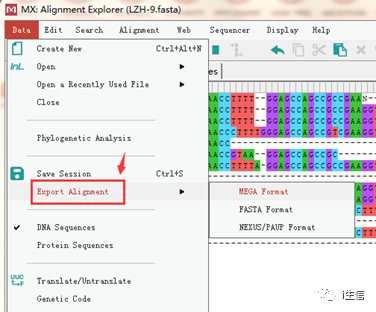 MX: Alignment Explorer (LZH-9.fasta)
Data Edit Search Alignment Web Sequencer Display Help
Create New Ctrl+Alt+N
Open
Open a Recently Used File
Close
Phylogenetic Analysis
Save Session Ctrl+S
Export Alignment
MEGA Format
FASTA Format
NEXUS/PAUP Format
DNA Sequences
Protein Sequences
UUC
Translate/Untranslate
Genetic Code
i生信